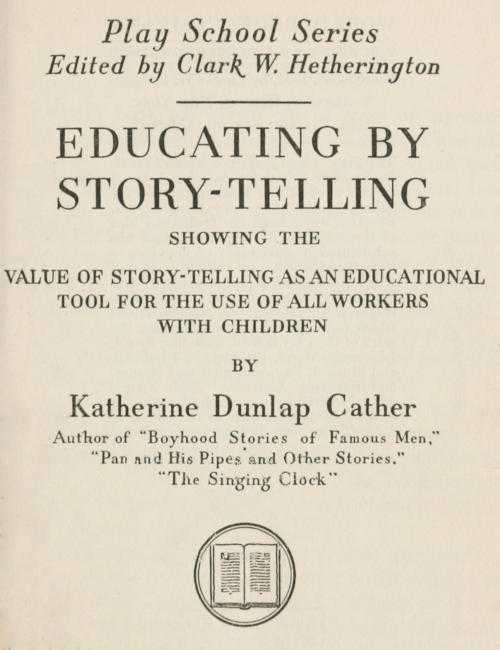 Play School Series
Edited by Clark W. Hetherington
EDUCATING BY
STORY-TELLING
SHOWING THE
VALUE OF STORY-TELLING AS AN EDUCATIONAL
TOOL FOR THE USE OF ALL WORKERS
WITH CHILDREN
BY
Katherine Dunlap Cather
Author of "Boyhood Stories of Famous Men,"
"Pan and His Pipes and Other Stories,"
"The Singing Clock"